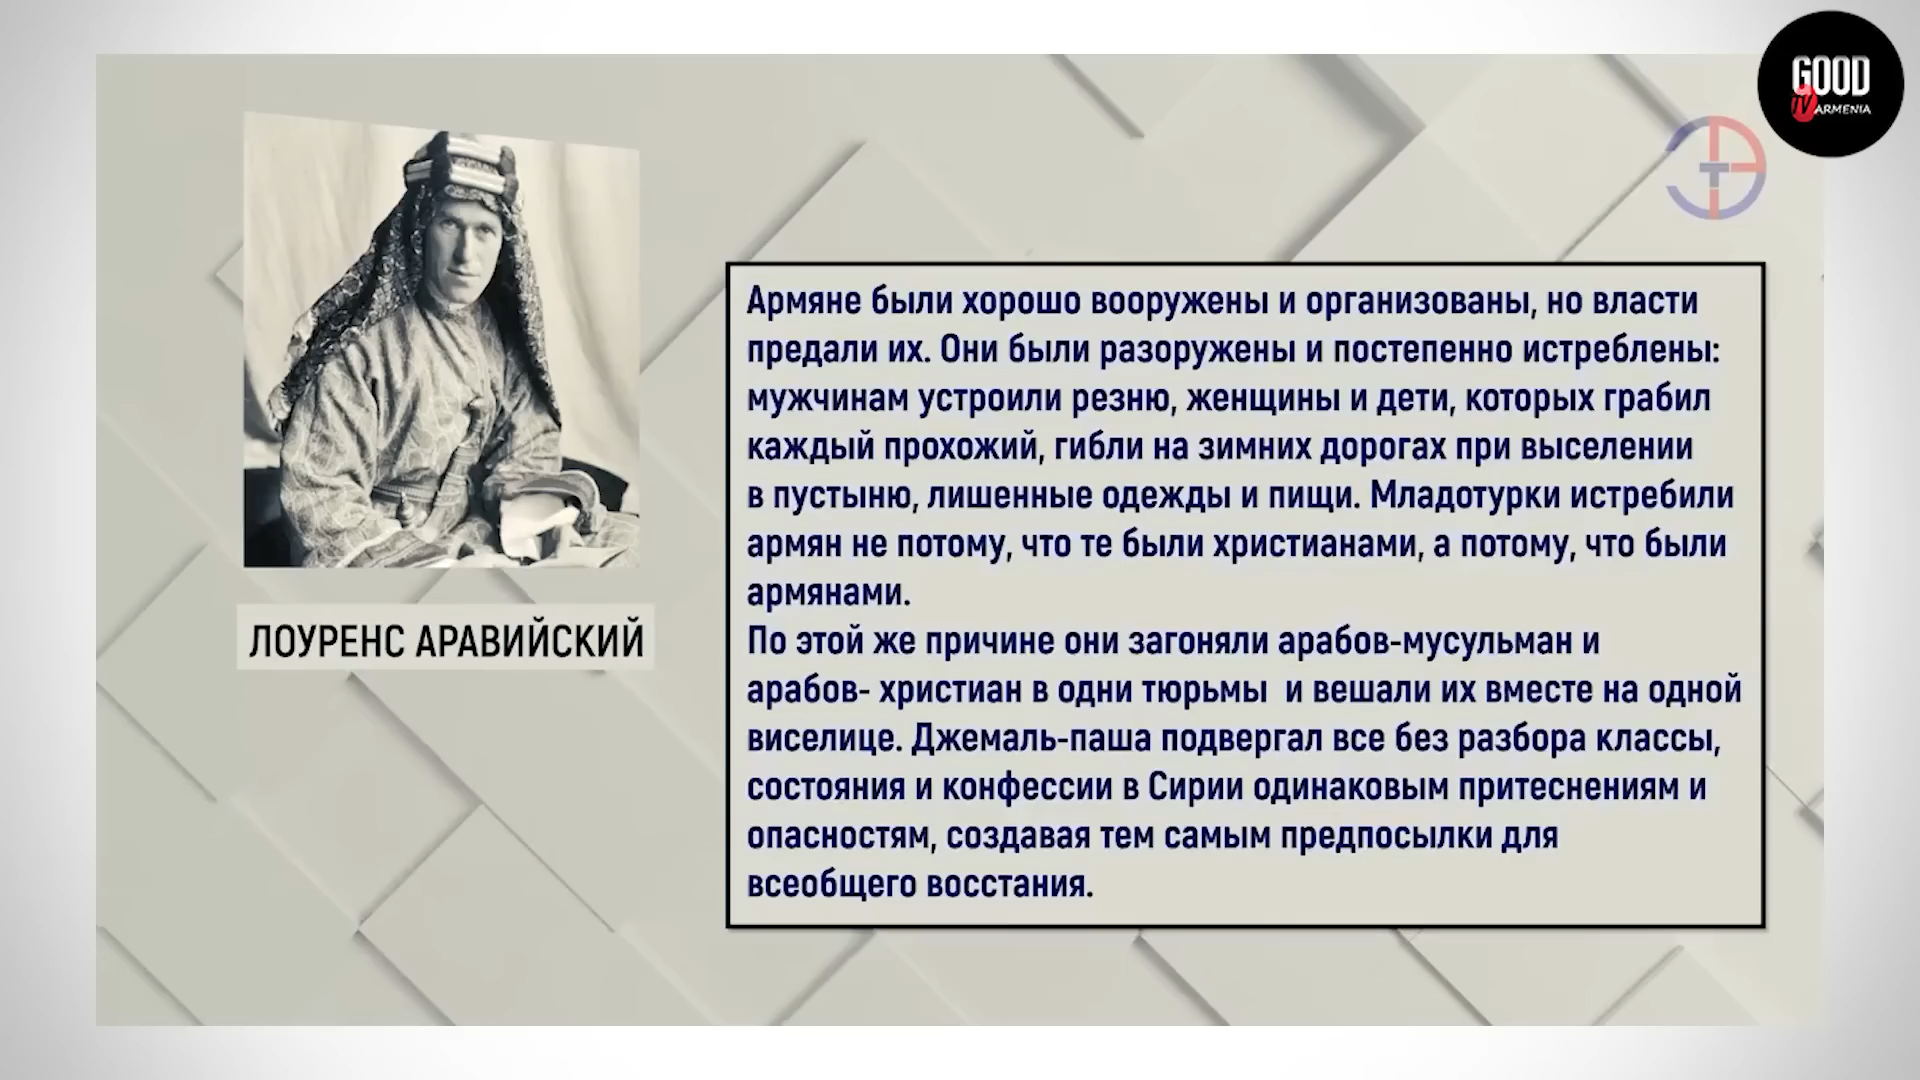 GOOD
TV ARMENIA
Армяне были хорошо вооружены и организованы, но власти
предали их. Они были разоружены и постепенно истреблены:
мужчинам устроили резню, женщины и дети, которых грабил
каждый прохожий, гибли на зимних дорогах при выселении
в пустыню, лишенные одежды и пищи. Младотурки истребили
армян не потому, что те были христианами, а потому, что были
армянами.
По этой же причине они загоняли арабов-мусульман и
арабов- христиан в одни тюрьмы  и вешали их вместе на одной
виселице. Джемаль-паша подвергал все без разбора классы,
состояния и конфессии в Сирии одинаковым притеснениям и
опасностям, создавая тем самым предпосылки для
всеобщего восстания.
ЛОУРЕНС АРАВИЙСКИЙ